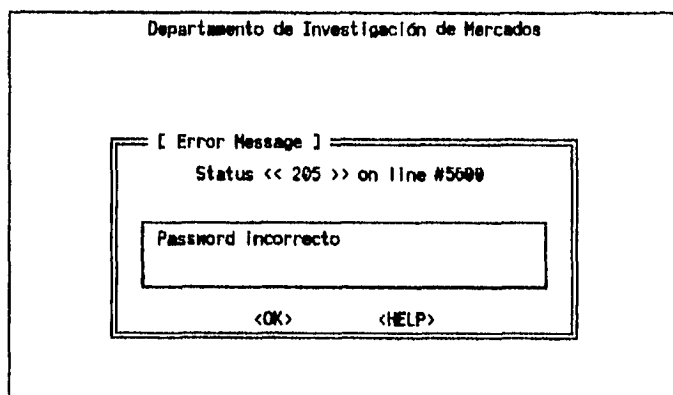 Departamento de Investigación de Mercados
[ Error Message ]
Status << 205 >> on line #5600
Password incorrecto
<OK> <HELP>